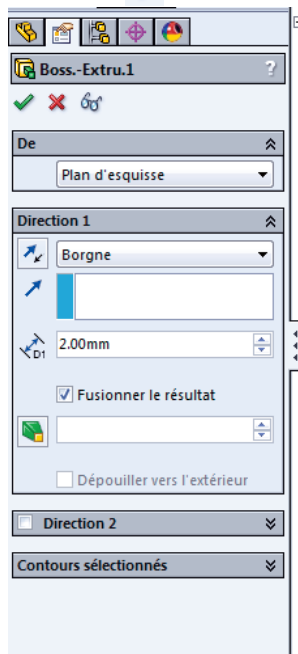 Boss.-Extru.1 ?
De
Plan d'esquisse
Direction 1
Borgne
D1 2.00mm
Fusionner le résultat
Dépouiller vers l'extérieur
Direction 2
Contours sélectionnés